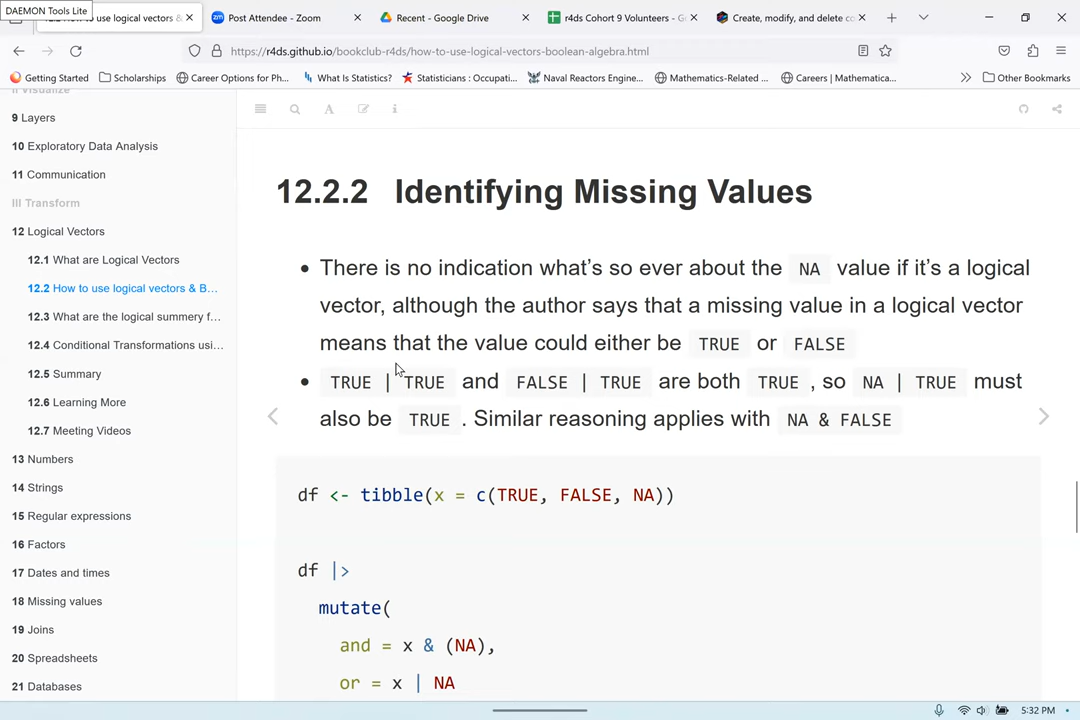 DAEMON Tools Lite
how-to-use logical vectors &
Post Attendee - Zoom
Recent - Google Drive
r4ds Cohort 9 Volunteers - G
Create, modify, and delete co
https://r4ds.github.io/bookclub-r4ds/how-to-use-logical-vectors-boolean-algebra.html
Getting Started
Scholarships
Career Options for Ph...
What Is Statistics?
Statisticians : Occupati...
Naval Reactors Engine...
Mathematics-Related ...
Careers | Mathematica...
Other Bookmarks
II Visualize
9 Layers
10 Exploratory Data Analysis
11 Communication
III Transform
12 Logical Vectors
12.1 What are Logical Vectors
12.2 How to use logical vectors & B...
12.3 What are the logical summery f...
12.4 Conditional Transformations usi...
12.5 Summary
12.6 Learning More
12.7 Meeting Videos
13 Numbers
14 Strings
15 Regular expressions
16 Factors
17 Dates and times
18 Missing values
19 Joins
20 Spreadsheets
21 Databases
12.2.2 Identifying Missing Values
• There is no indication what's so ever about the NA value if it's a logical
vector, although the author says that a missing value in a logical vector
means that the value could either be TRUE or FALSE
• TRUE | TRUE and FALSE | TRUE are both TRUE , so NA | TRUE must
also be TRUE . Similar reasoning applies with NA & FALSE
df <- tibble(x = c(TRUE, FALSE, NA))
df |>
mutate(
and = x & (NA),
or = x | NA
5:32 PM